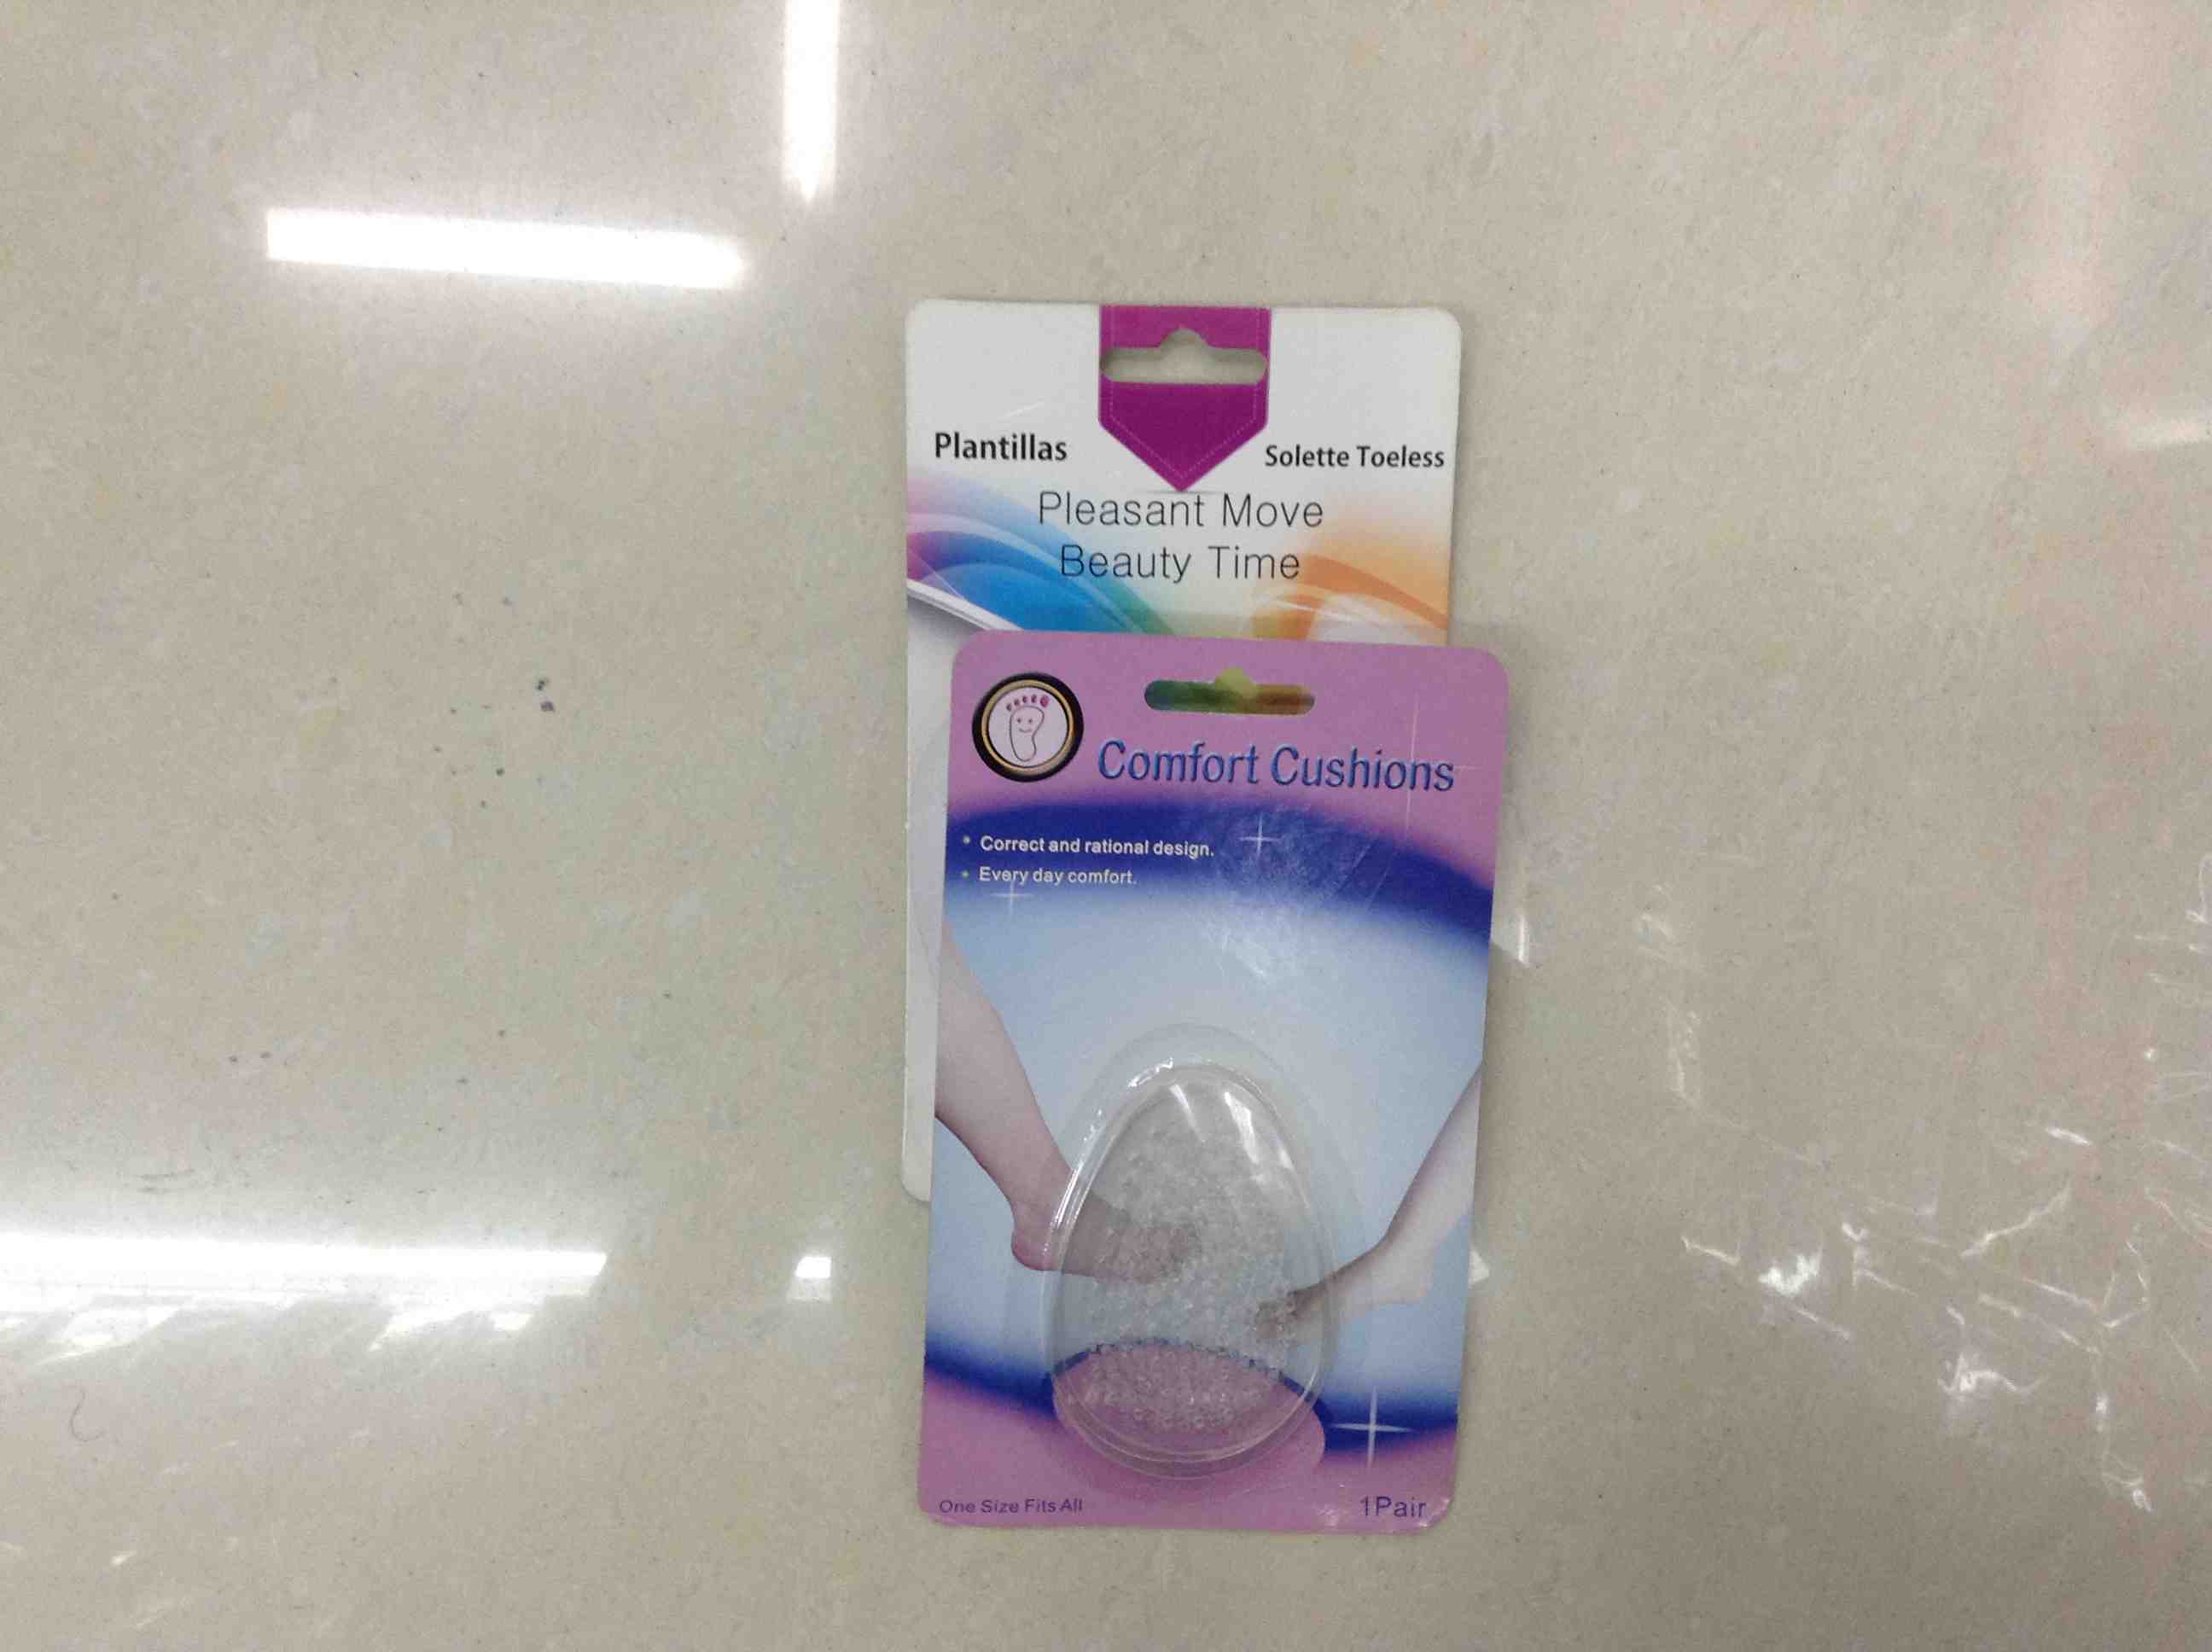 Plantillas
Solette Toeless
Pleasant Move
Beauty Time
Comfort Cushions
• Correct and rational design.
• Every day comfort.
One Size Fits All
1Pair